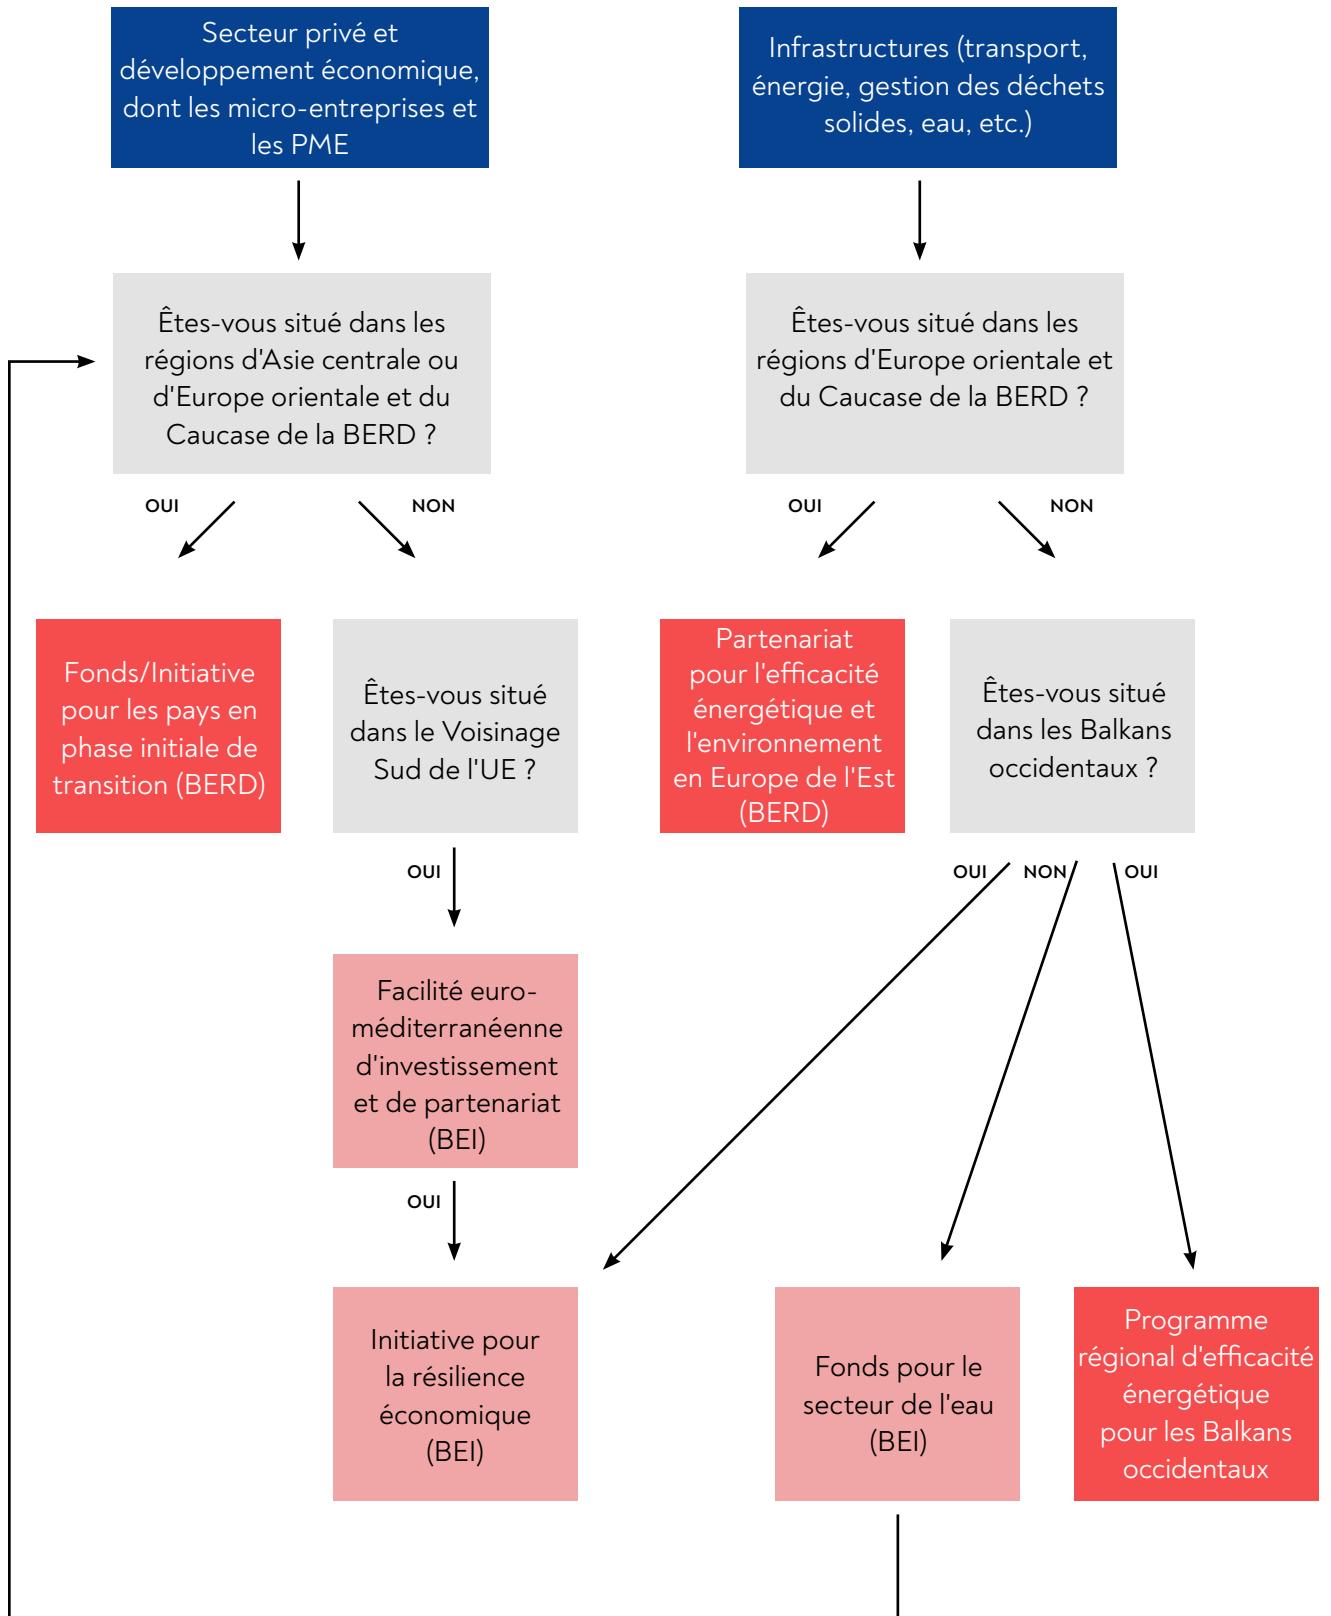 Secteur privé et
développement économique,
dont les micro-entreprises et
les PME
Infrastructures (transport,
énergie, gestion des déchets
solides, eau, etc.)
Êtes-vous situé dans les
régions d'Asie centrale ou
d'Europe orientale et du
Caucase de la BERD ?
Êtes-vous situé dans les
régions d'Europe orientale et
du Caucase de la BERD ?
OUI
NON
OUI
NON
Fonds/Initiative
pour les pays en
phase initiale de
transition (BERD)
Êtes-vous situé
dans le Voisinage
Sud de l'UE ?
Partenariat
pour l'efficacité
énergétique et
l'environnement
en Europe de l'Est
(BERD)
Êtes-vous situé
dans les Balkans
occidentaux ?
OUI
OUI
NON
OUI
Facilité euro-
méditerranéenne
d'investissement
et de partenariat
(BEI)
OUI
Initiative pour
la résilience
économique
(BEI)
Fonds pour le
secteur de l'eau
(BEI)
Programme
régional d'efficacité
énergétique
pour les Balkans
occidentaux